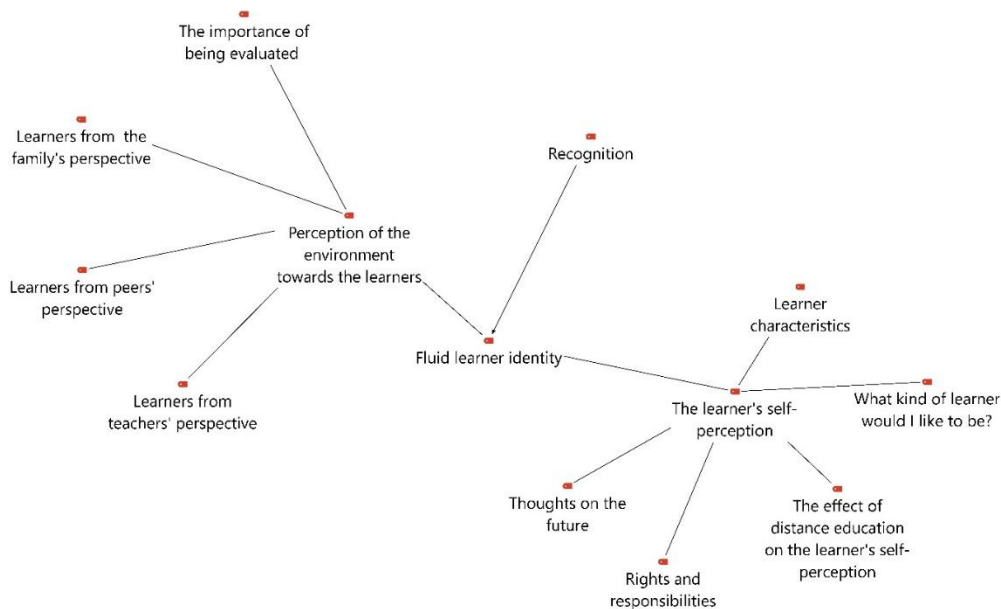 The importance of
being evaluated
Learners from the
family's perspective
Recognition
Perception of the
environment
towards the learners
Learners from peers'
perspective
Learner
characteristics
Fluid learner identity
Learners from
teachers' perspective
What kind of learner
would I like to be?
The learner's self-
perception
Thoughts on the
future
The effect of
distance education
on the learner's self-
perception
Rights and
responsibilities